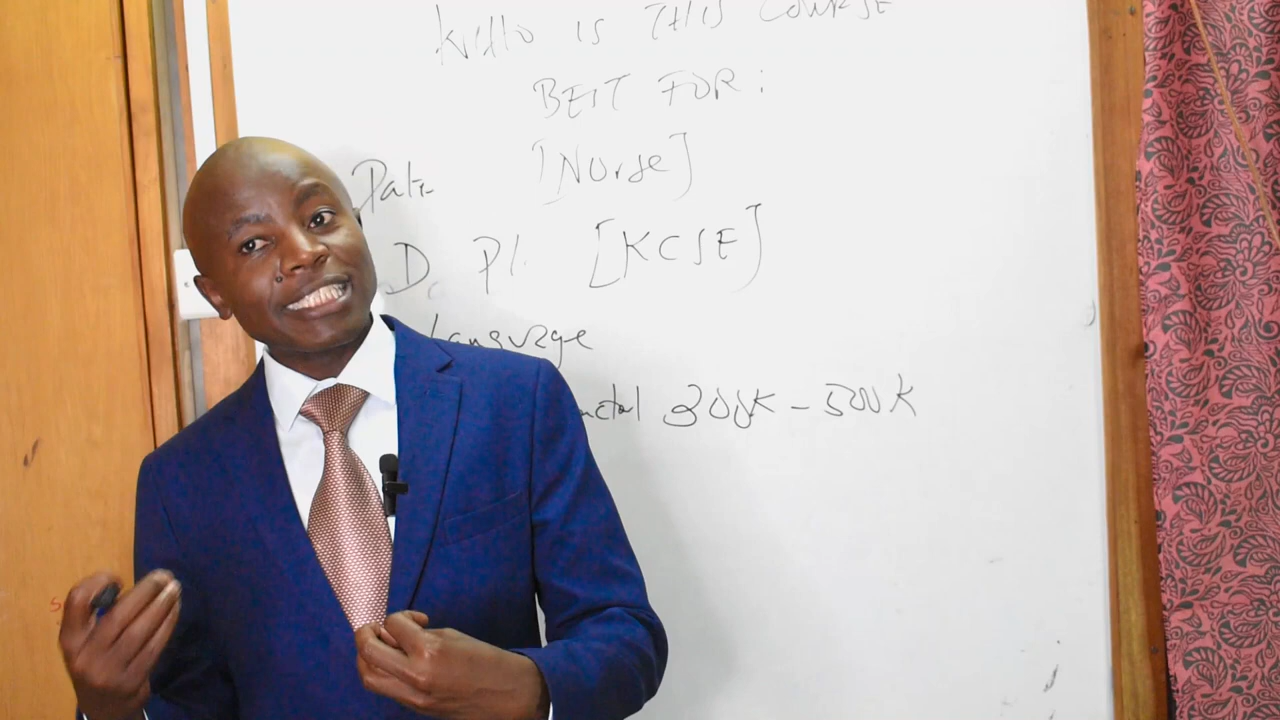 WHO IS THIS COURSE
BEST FOR:
[Nurse]
[KCSE]
Language
300K - 500K